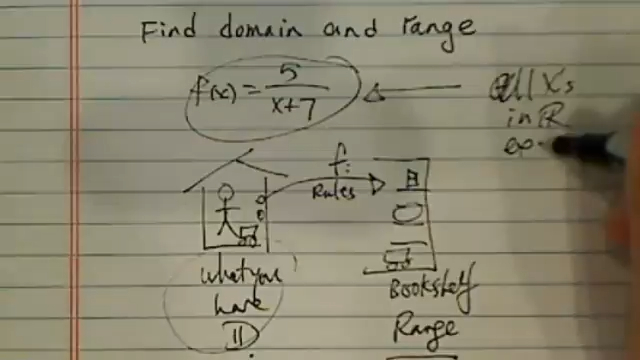 Find domain and range
f(x) = 5/(x+7)
all Xs
in ℝ
f:
Rules
what you
have
Bookshelf
Range